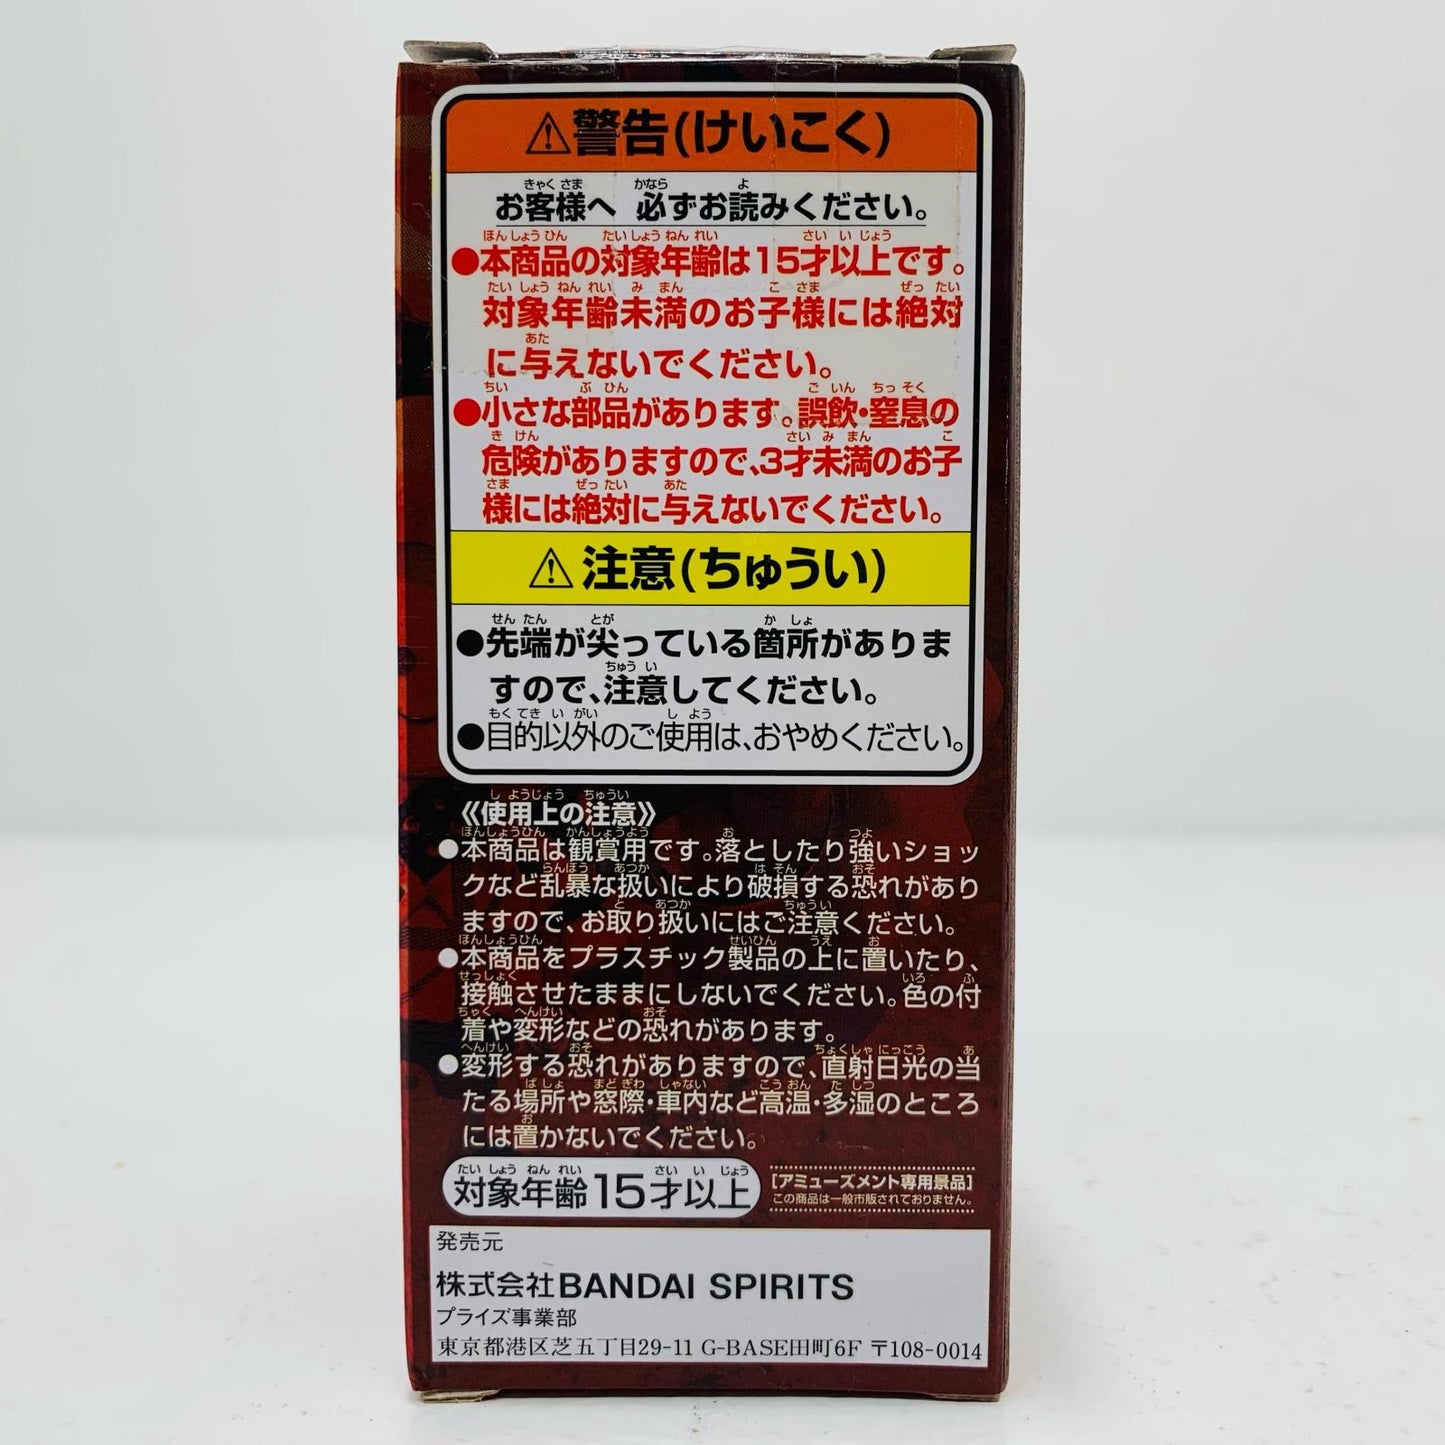 ⚠警告(けいこく)
お客様へ 必ずお読みください。
●本商品の対象年齢は15才以上です。
対象年齢未満のお子様には絶対
に与えないでください。
●小さな部品があります。誤飲・窒息の
危険がありますので、3才未満のお子
様には絶対に与えないでください。
⚠注意(ちゅうい)
●先端が尖っている箇所がありま
すので、注意してください。
●目的以外のご使用は、おやめください。
《使用上の注意》
●本商品は観賞用です。落としたり強いショッ
クなど乱暴な扱いにより破損する恐れがあり
ますので、お取り扱いにはご注意ください。
●本商品をプラスチック製品の上に置いたり、
接触させたままにしないでください。色の付
着や変形などの恐れがあります。
●変形する恐れがありますので、直射日光の当
たる場所や窓際・車内など高温・多湿のところ
には置かないでください。
対象年齢15才以上
[アミューズメント専用景品]
この商品は一般市販されておりません。
発売元
株式会社BANDAI SPIRITS
プライズ事業部
東京都港区芝五丁目29-11 G-BASE田町6F 〒108-0014